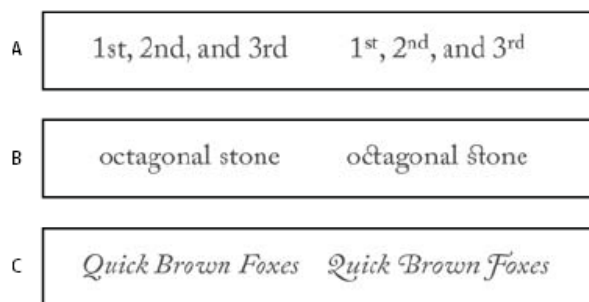 A 1st, 2nd, and 3rd 1st, 2nd, and 3rd
B octagonal stone octagonal stone
C Quick Brown Foxes Quick Brown Foxes